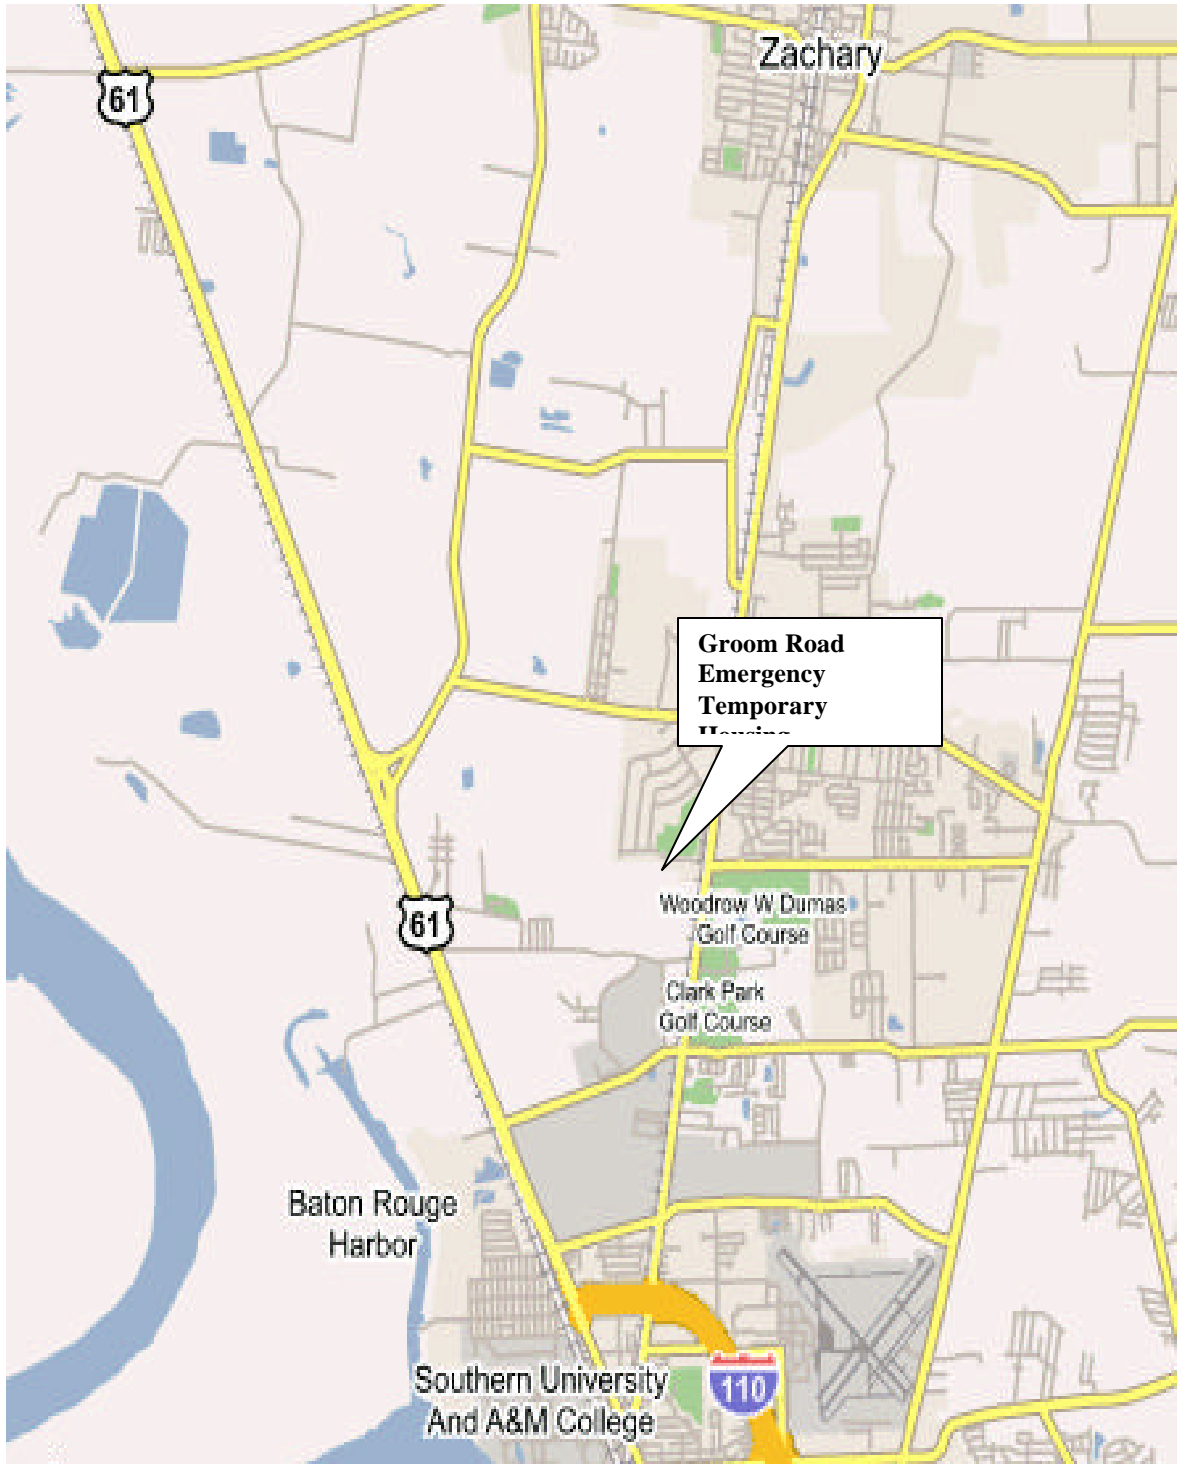 Zachary
61
Groom Road
Emergency
Temporary
Housing
Woodrow W Dumas
Golf Course
61
Clark Park
Golf Course
Baton Rouge
Harbor
Southern University
And A&M College
110